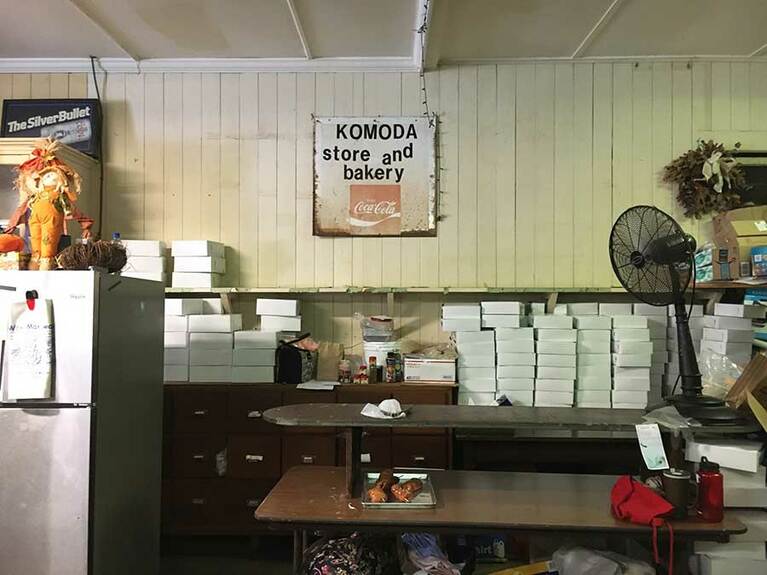 The Silver Bullet
KOMODA
store and
bakery
Coca-Cola